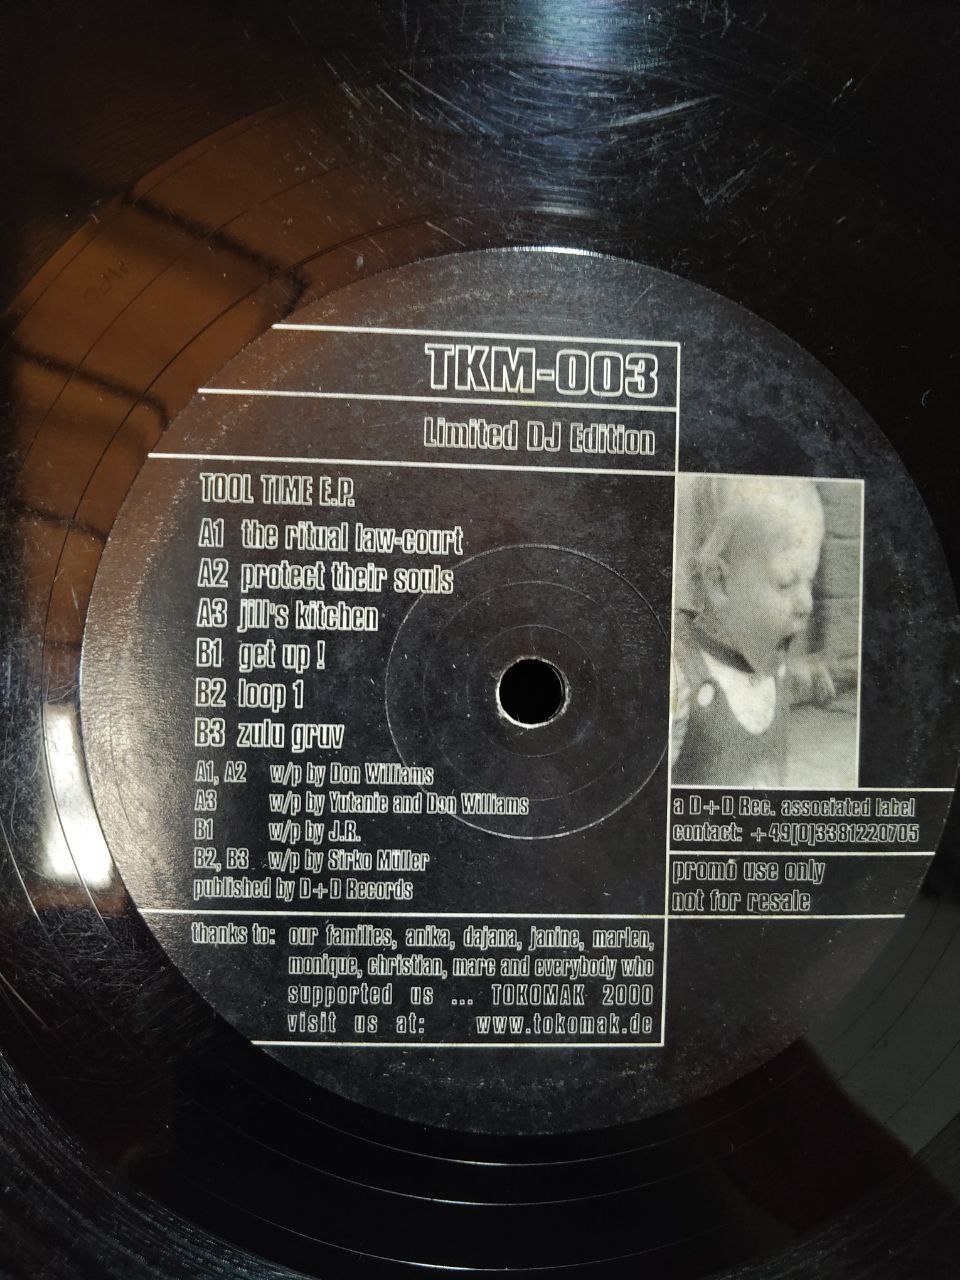 TKM-003
Limited DJ Edition
TOOL TIME E.P.
A1 the ritual law-court
A2 protect their souls
A3 jill's kitchen
B1 get up !
B2 loop 1
B3 zulu gruv
A1, A2 w/p by Don Williams
A3 w/p by Yutanie and Don Williams
B1 w/p by J.R.
B2, B3 w/p by Sirko Müller
published by D+D Records
a D+D Rec. associated label
contact: +49[0]3381220705
promo use only
not for resale
thanks to: our families, anika, dajana, janine, marlen,
monique, christian, marc and everybody who
supported us ... TOKOMAK 2000
visit us at: www.tokomak.de